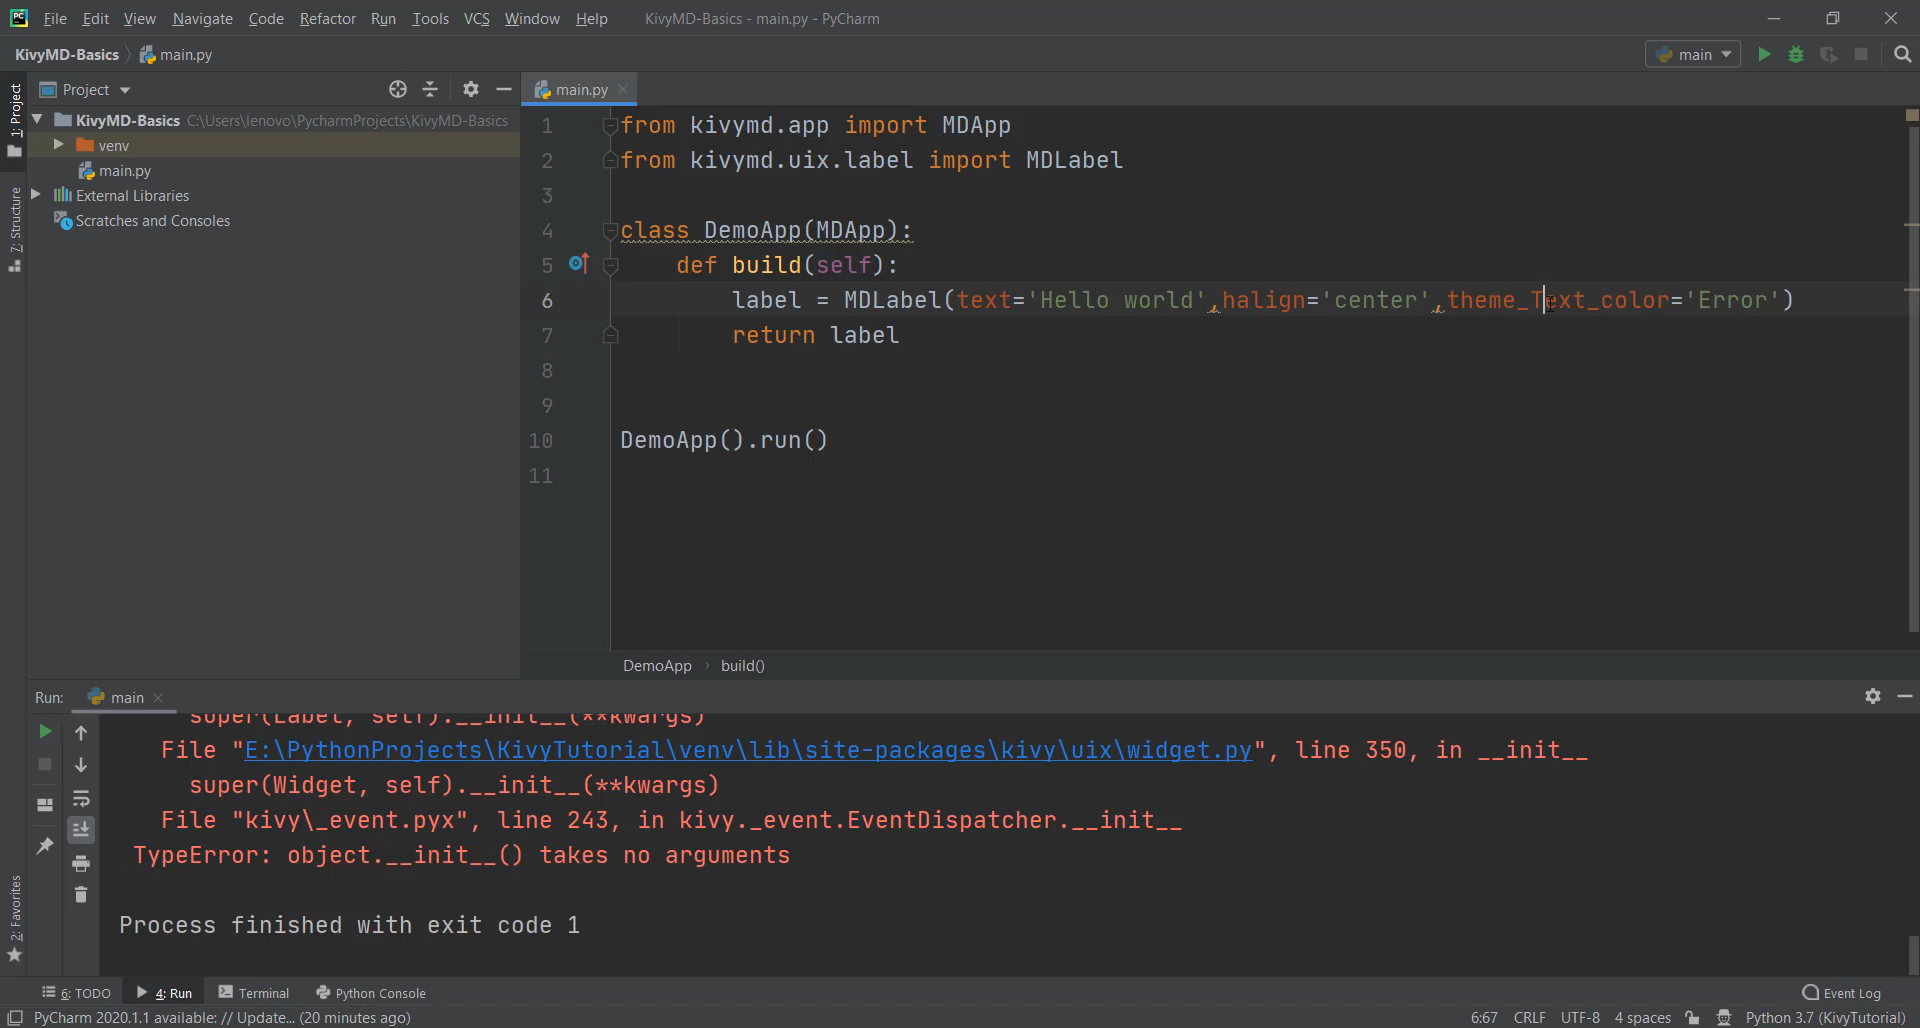 File Edit View Navigate Code Refactor Run Tools VCS Window Help KivyMD-Basics - main.py - PyCharm
KivyMD-Basics main.py main
Project main.py
1: Project
7: Structure
2: Favorites
KivyMD-Basics C:\Users\lenovo\PycharmProjects\KivyMD-Basics
venv
main.py
External Libraries
Scratches and Consoles
1 from kivymd.app import MDApp
2 from kivymd.uix.label import MDLabel
3
4 class DemoApp(MDApp):
5 def build(self):
6 label = MDLabel(text='Hello world',halign='center',theme_Text_color='Error')
7 return label
8
9
10 DemoApp().run()
11
DemoApp › build()
Run: main
super(Label, self).__init__(**kwargs)
File "E:\PythonProjects\KivyTutorial\venv\lib\site-packages\kivy\uix\widget.py", line 350, in __init__
super(Widget, self).__init__(**kwargs)
File "kivy\_event.pyx", line 243, in kivy._event.EventDispatcher.__init__
TypeError: object.__init__() takes no arguments
Process finished with exit code 1
6: TODO 4: Run Terminal Python Console Event Log
PyCharm 2020.1.1 available: // Update... (20 minutes ago) 6:67 CRLF UTF-8 4 spaces Python 3.7 (KivyTutorial)